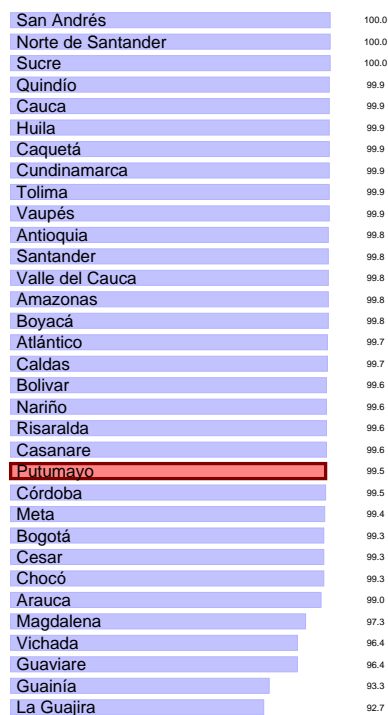 San Andrés 100.0
Norte de Santander 100.0
Sucre 100.0
Quindío 99.9
Cauca 99.9
Huila 99.9
Caquetá 99.9
Cundinamarca 99.9
Tolima 99.9
Vaupés 99.9
Antioquia 99.8
Santander 99.8
Valle del Cauca 99.8
Amazonas 99.8
Boyacá 99.8
Atlántico 99.7
Caldas 99.7
Bolivar 99.6
Nariño 99.6
Risaralda 99.6
Casanare 99.6
Putumayo 99.5
Córdoba 99.5
Meta 99.4
Bogotá 99.3
Cesar 99.3
Chocó 99.3
Arauca 99.0
Magdalena 97.3
Vichada 96.4
Guaviare 96.4
Guainía 93.3
La Guajira 92.7